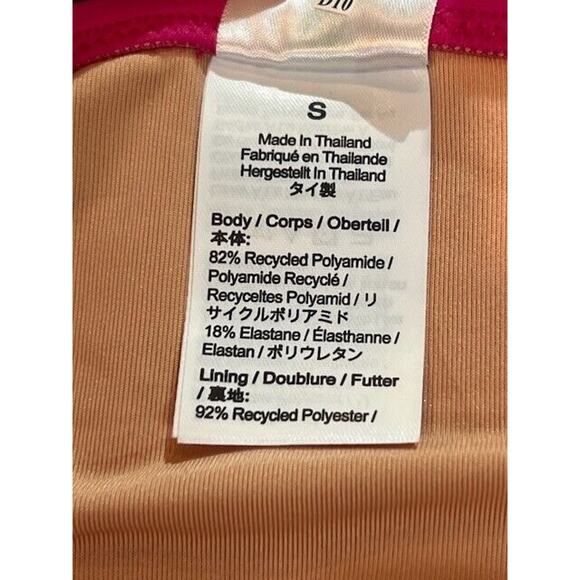 D10
S
Made In Thailand
Fabriqué en Thailande
Hergestellt In Thailand
タイ製
Body / Corps / Oberteil /
本体:
82% Recycled Polyamide /
Polyamide Recyclé /
Recyceltes Polyamid / リ
サイクルポリアミド
18% Elastane / Élasthanne /
Elastan / ポリウレタン
Lining / Doublure / Futter
/ 裏地:
92% Recycled Polyester /